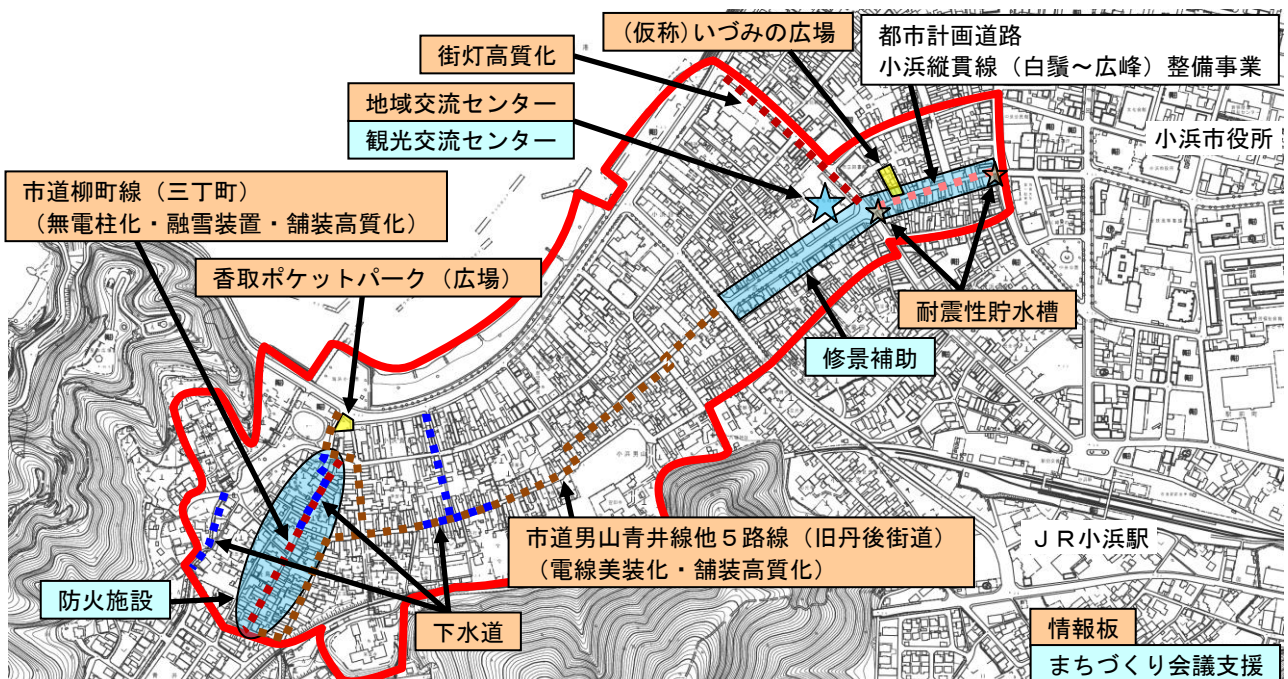 (仮称)いづみの広場
都市計画道路
小浜縦貫線（白鬚～広峰）整備事業
街灯高質化
地域交流センター
観光交流センター
小浜市役所
市道柳町線（三丁町）
（無電柱化・融雪装置・舗装高質化）
香取ポケットパーク（広場）
耐震性貯水槽
修景補助
市道男山青井線他５路線（旧丹後街道）
（電線美装化・舗装高質化）
ＪＲ小浜駅
防火施設
下水道
情報板
まちづくり会議支援